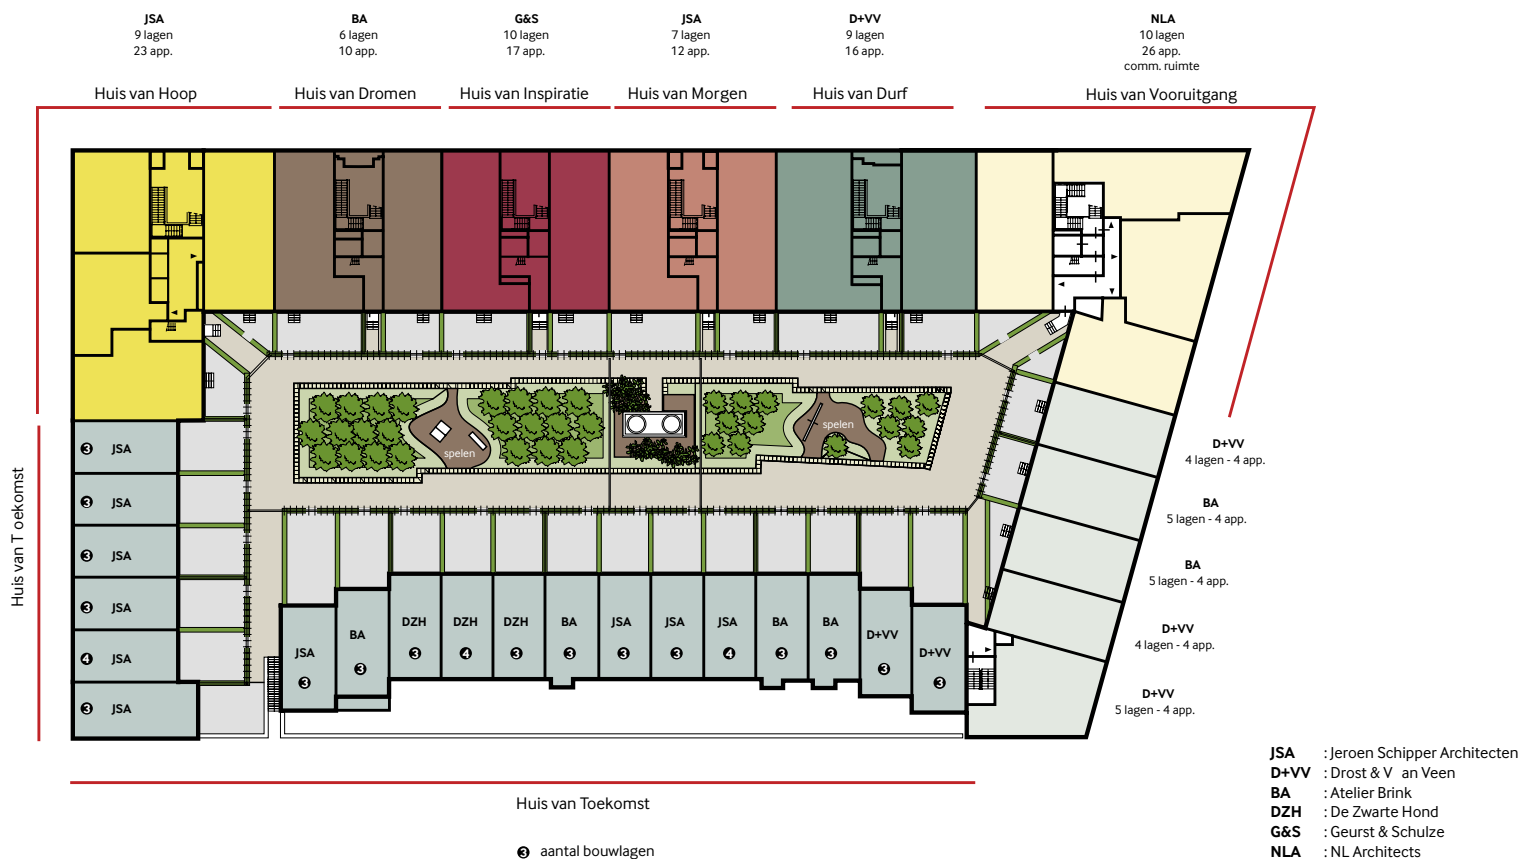 JSA
9 lagen
23 app.
BA
6 lagen
10 app.
G&S
10 lagen
17 app.
JSA
7 lagen
12 app.
D+VV
9 lagen
16 app.
NLA
10 lagen
26 app.
comm. ruimte
Huis van Hoop
Huis van Dromen
Huis van Inspiratie
Huis van Morgen
Huis van Durf
Huis van Vooruitgang
spelen
spelen
Huis van T oekomst
3 JSA
3 JSA
3 JSA
3 JSA
4 JSA
3 JSA
JSA
3
BA
3
DZH
3
DZH
4
DZH
3
BA
3
JSA
3
JSA
3
JSA
4
BA
3
BA
3
D+VV
3
D+VV
3
D+VV
4 lagen - 4 app.
BA
5 lagen - 4 app.
BA
5 lagen - 4 app.
D+VV
4 lagen - 4 app.
D+VV
5 lagen - 4 app.
Huis van Toekomst
3 aantal bouwlagen
JSA : Jeroen Schipper Architecten
D+VV : Drost & V an Veen
BA : Atelier Brink
DZH : De Zwarte Hond
G&S : Geurst & Schulze
NLA : NL Architects